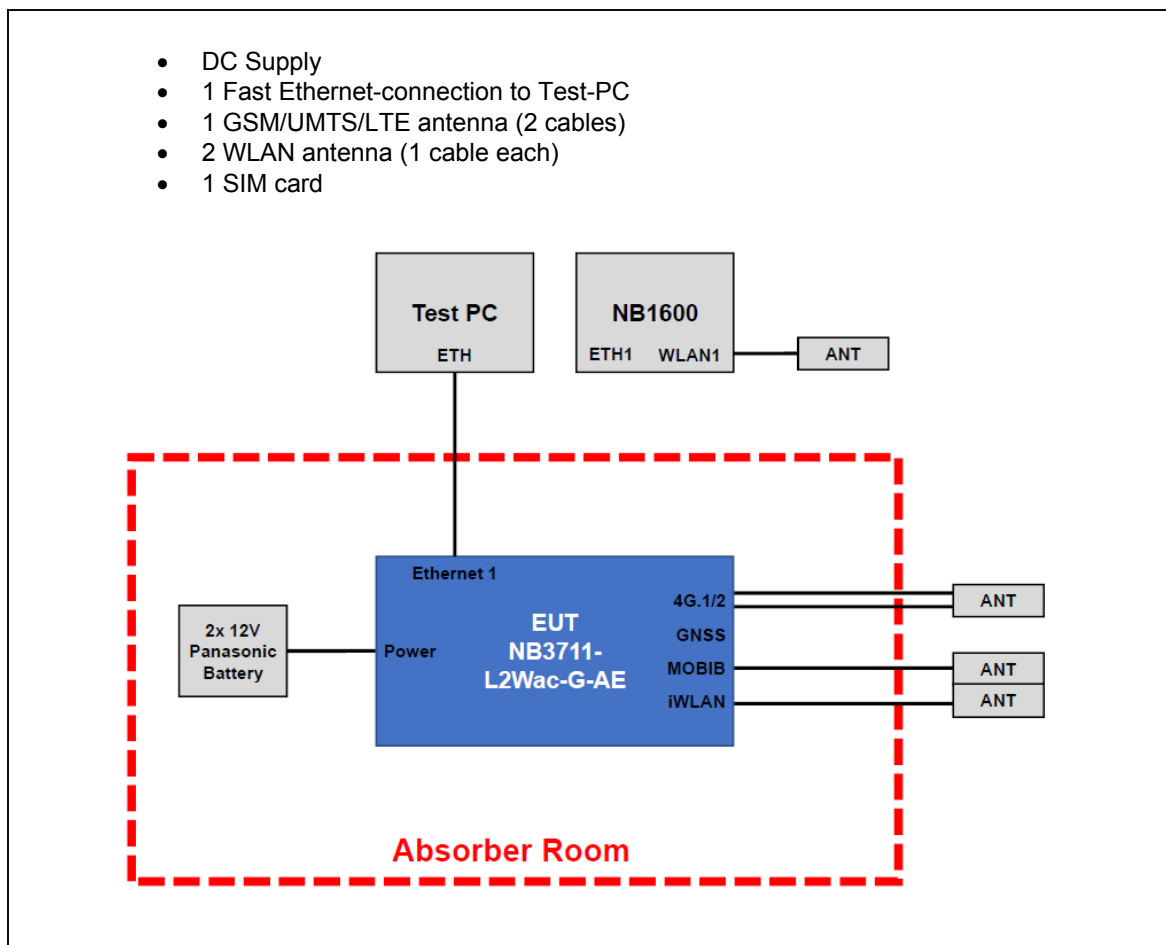 • DC Supply
• 1 Fast Ethernet-connection to Test-PC
• 1 GSM/UMTS/LTE antenna (2 cables)
• 2 WLAN antenna (1 cable each)
• 1 SIM card
Test PC
ETH
NB1600
ETH1 WLAN1
ANT
Ethernet 1
4G.1/2
ANT
EUT
NB3711-
L2Wac-G-AE
GNSS
2x 12V
Panasonic
Battery
Power
MOBIB
ANT
iWLAN
ANT
Absorber Room